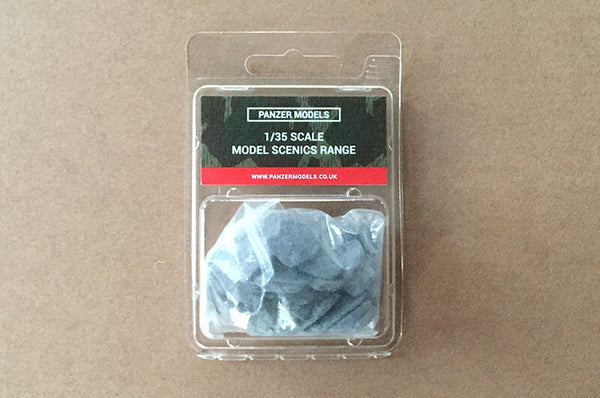 PANZER MODELS
1/35 SCALE
MODEL SCENICS RANGE
WWW.PANZERMODELS.CO.UK